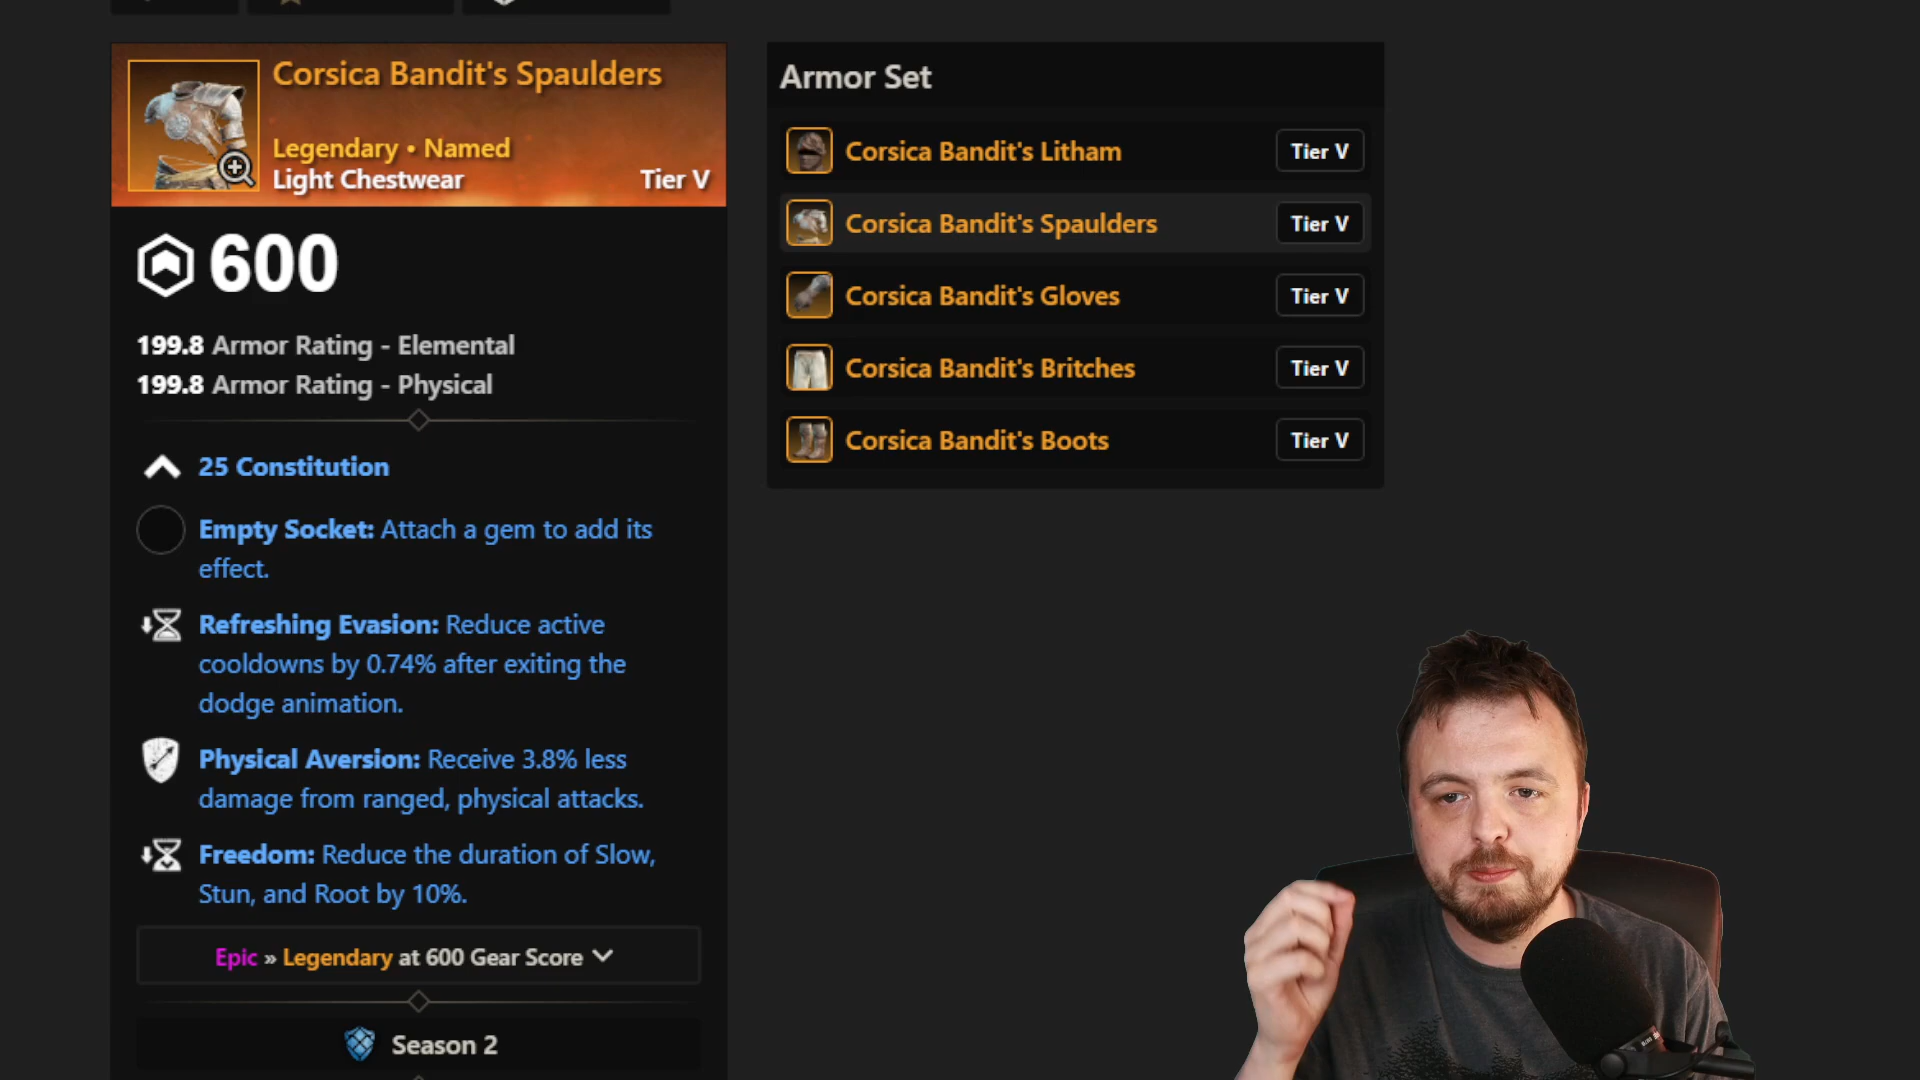 Corsica Bandit's Spaulders
Legendary • Named
Light Chestwear
Tier V
600
199.8 Armor Rating - Elemental
199.8 Armor Rating - Physical
25 Constitution
Empty Socket: Attach a gem to add its
effect.
Refreshing Evasion: Reduce active
cooldowns by 0.74% after exiting the
dodge animation.
Physical Aversion: Receive 3.8% less
damage from ranged, physical attacks.
Freedom: Reduce the duration of Slow,
Stun, and Root by 10%.
Epic » Legendary at 600 Gear Score
Season 2
Armor Set
Corsica Bandit's Litham
Tier V
Corsica Bandit's Spaulders
Tier V
Corsica Bandit's Gloves
Tier V
Corsica Bandit's Britches
Tier V
Corsica Bandit's Boots
Tier V